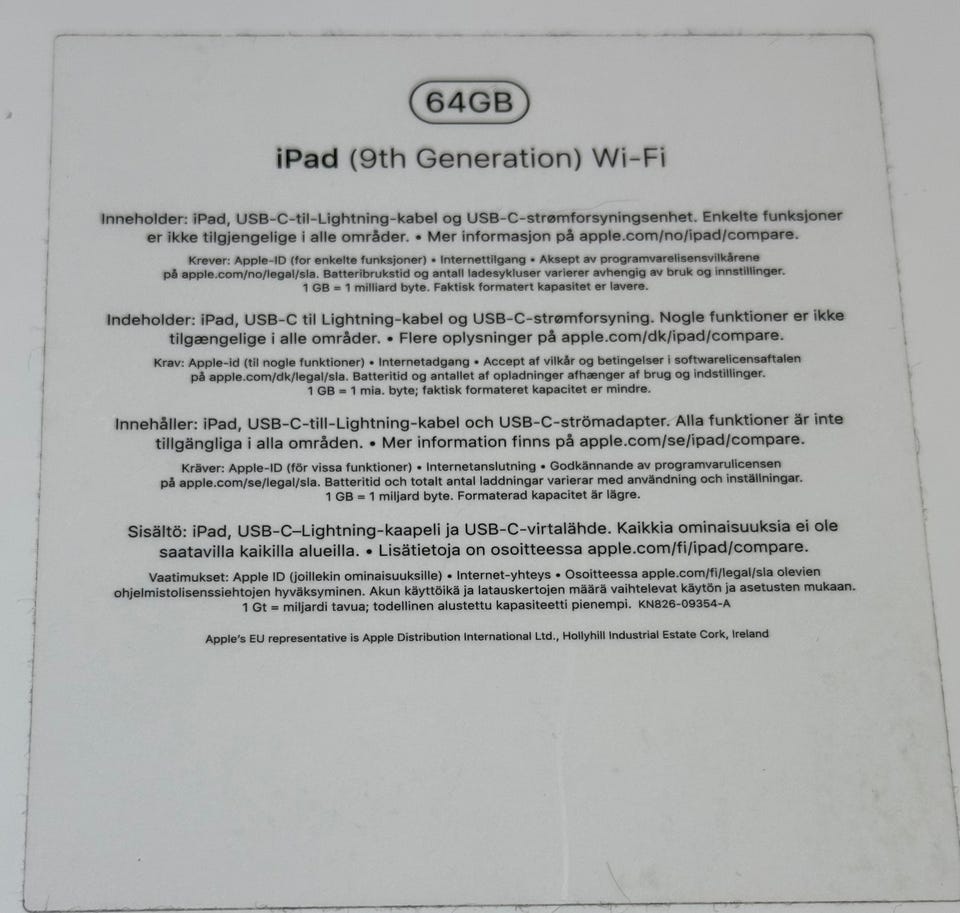 64GB
iPad (9th Generation) Wi-Fi
Inneholder: iPad, USB-C-til-Lightning-kabel og USB-C-strømforsyningsenhet. Enkelte funksjoner
er ikke tilgjengelige i alle områder. • Mer informasjon på apple.com/no/ipad/compare.
Krever: Apple-ID (for enkelte funksjoner) • Internettilgang • Aksept av programvarelisensvilkårene
på apple.com/no/legal/sla. Batteribrukstid og antall ladesykluser varierer avhengig av bruk og innstillinger.
1 GB = 1 milliard byte. Faktisk formatert kapasitet er lavere.
Indeholder: iPad, USB-C til Lightning-kabel og USB-C-strømforsyning. Nogle funktioner er ikke
tilgængelige i alle områder. • Flere oplysninger på apple.com/dk/ipad/compare.
Krav: Apple-id (til nogle funktioner) • Internetadgang • Accept af vilkår og betingelser i softwarelicensaftalen
på apple.com/dk/legal/sla. Batteritid og antallet af opladninger afhænger af brug og indstillinger.
1 GB = 1 mia. byte; faktisk formateret kapacitet er mindre.
Innehåller: iPad, USB-C-till-Lightning-kabel och USB-C-strömadapter. Alla funktioner är inte
tillgängliga i alla områden. • Mer information finns på apple.com/se/ipad/compare.
Kräver: Apple-ID (för vissa funktioner) • Internetanslutning • Godkännande av programvarulicensen
på apple.com/se/legal/sla. Batteritid och totalt antal laddningar varierar med användning och inställningar.
1 GB = 1 miljard byte. Formaterad kapacitet är lägre.
Sisältö: iPad, USB-C–Lightning-kaapeli ja USB-C-virtalähde. Kaikkia ominaisuuksia ei ole
saatavilla kaikilla alueilla. • Lisätietoja on osoitteessa apple.com/fi/ipad/compare.
Vaatimukset: Apple ID (joillekin ominaisuuksille) • Internet-yhteys • Osoitteessa apple.com/fi/legal/sla olevien
ohjelmistolisenssiehtojen hyväksyminen. Akun käyttöikä ja latauskertojen määrä vaihtelevat käytön ja asetusten mukaan.
1 Gt = miljardi tavua; todellinen alustettu kapasiteetti pienempi. KN826-09354-A
Apple's EU representative is Apple Distribution International Ltd., Hollyhill Industrial Estate Cork, Ireland